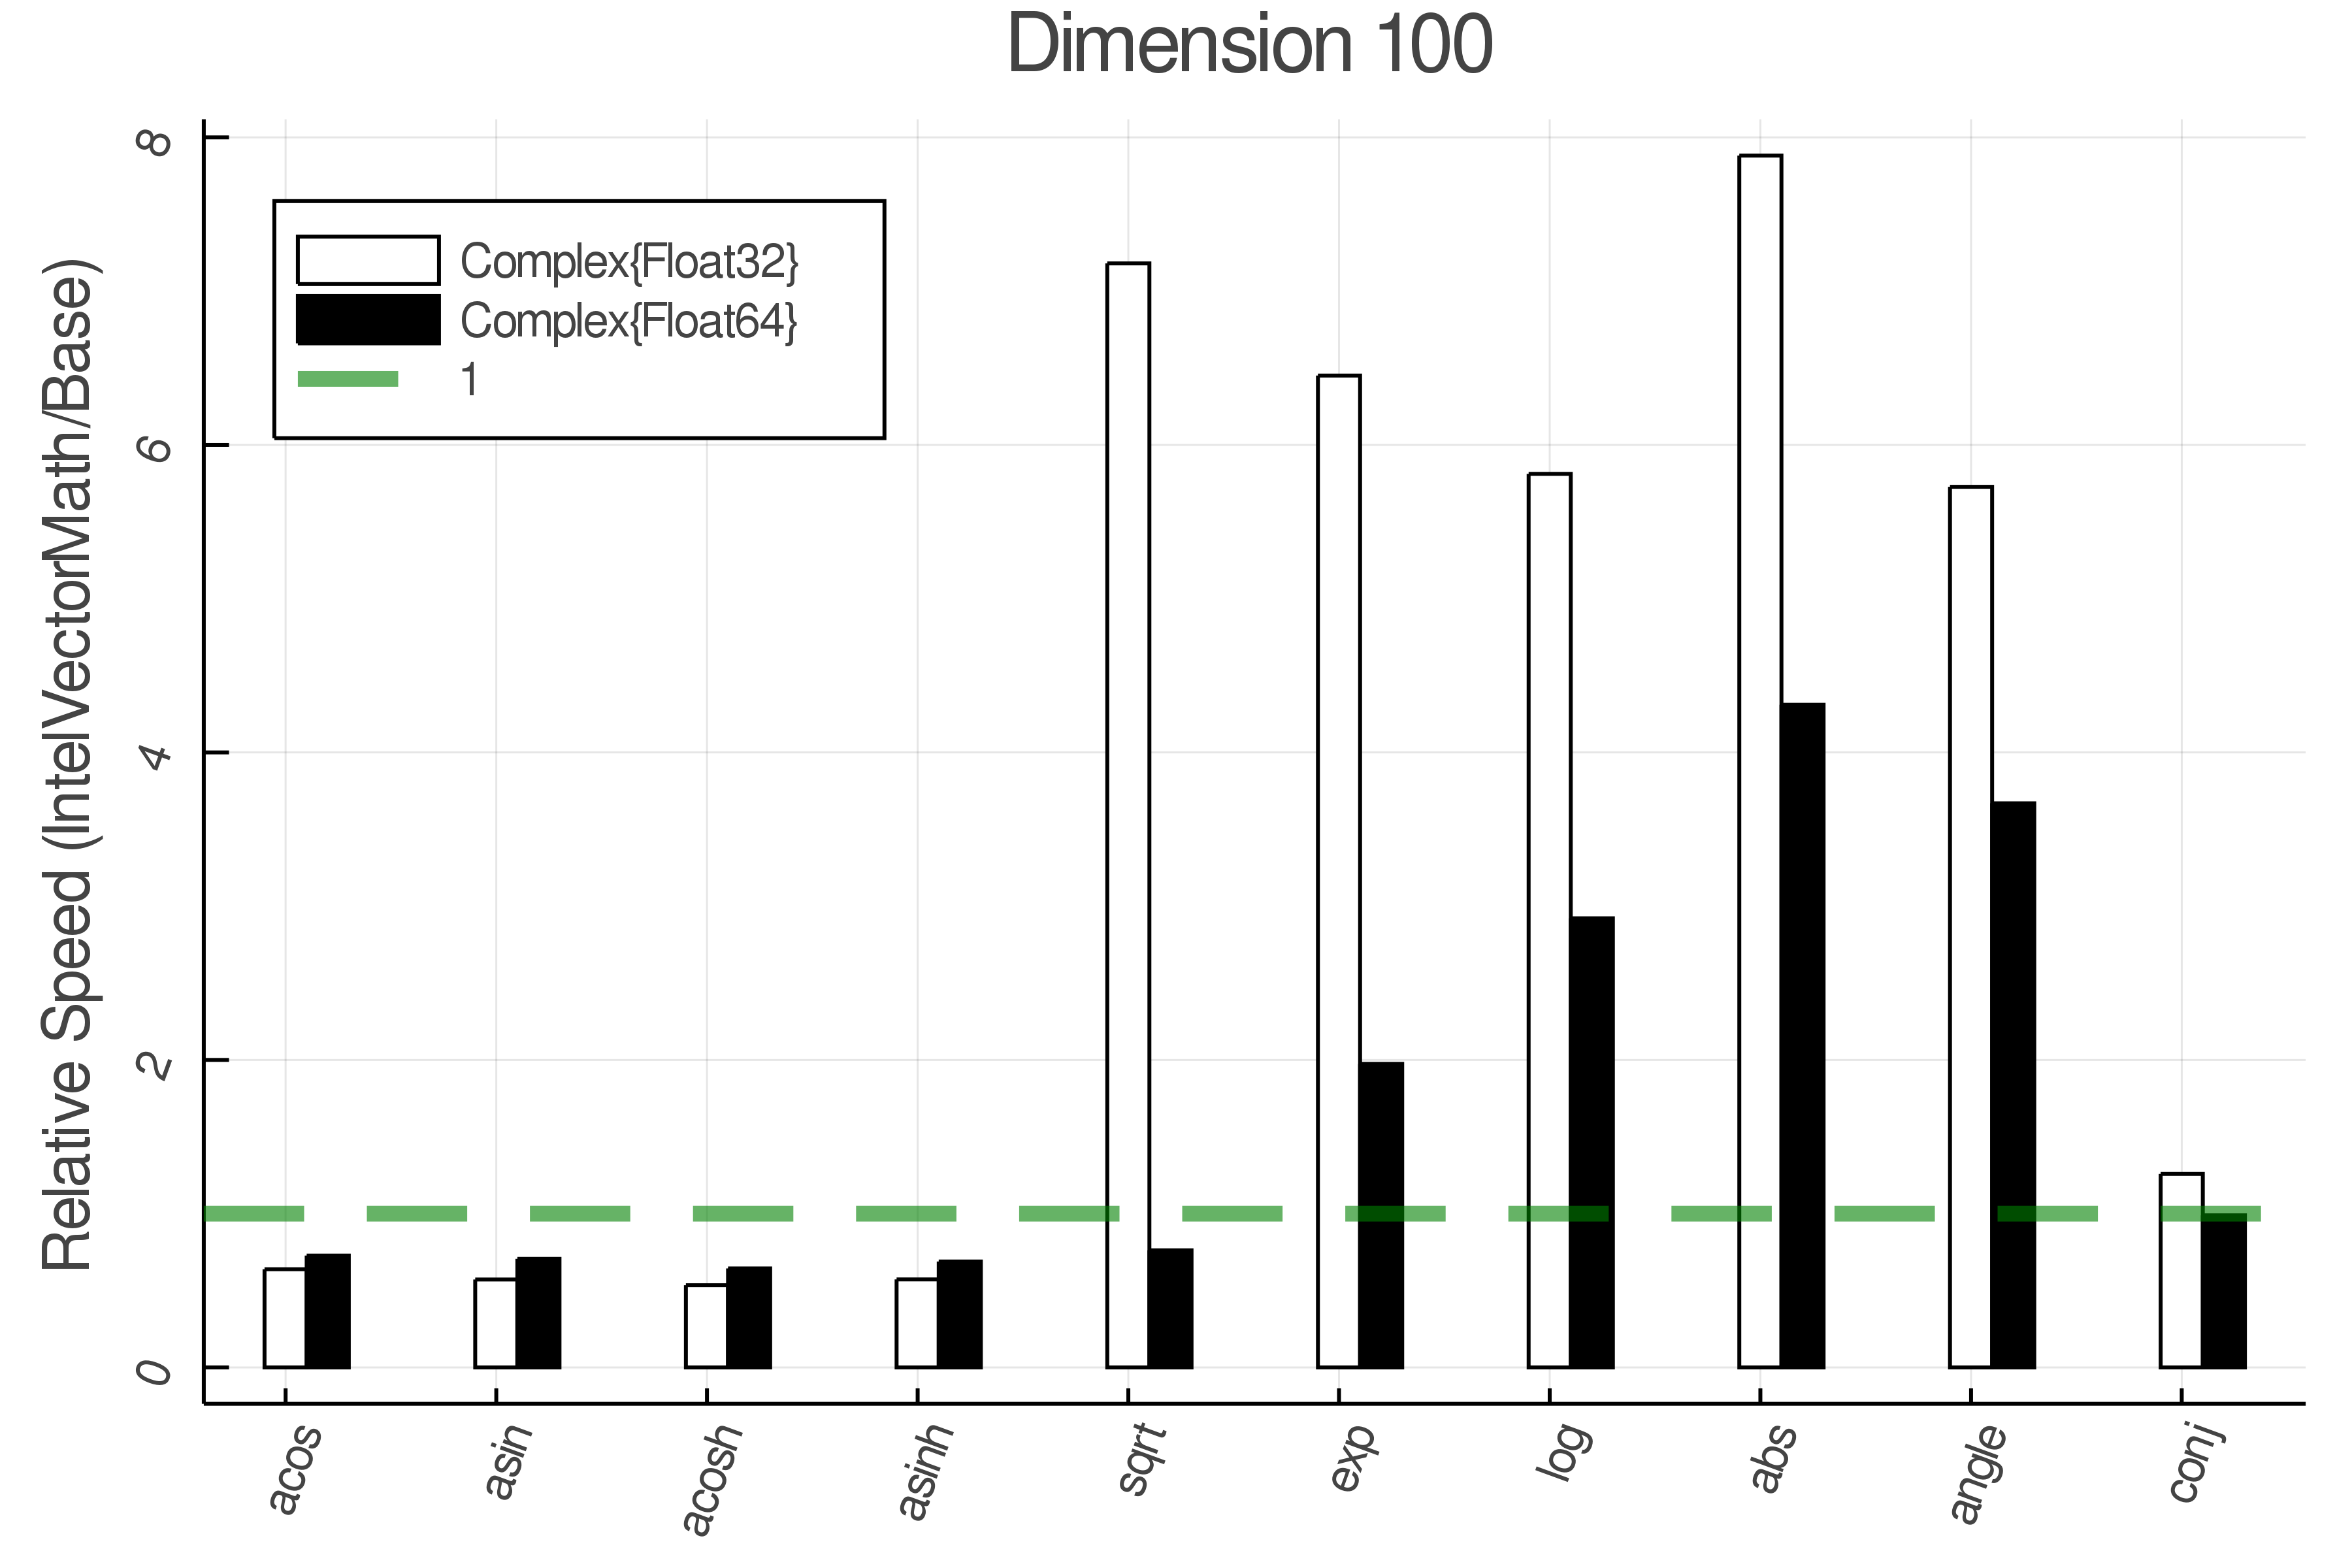 Dimension 100
Relative Speed (IntelVectorMath/Base)
8
6
4
2
0
Complex{Float32}
Complex{Float64}
1
acos
asin
acosh
asinh
sqrt
exp
log
abs
angle
conj